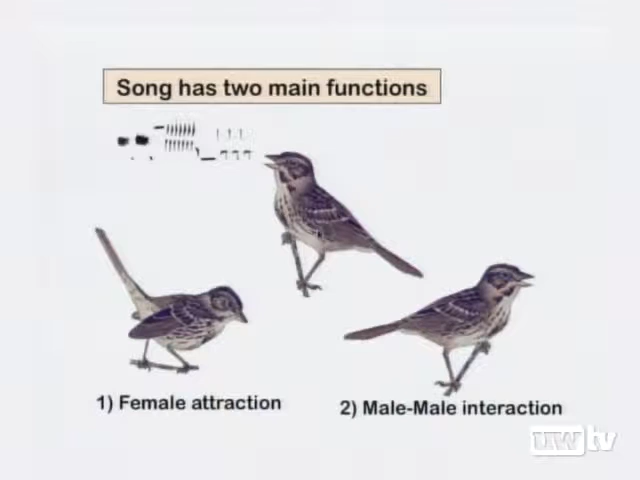 Song has two main functions
1) Female attraction
2) Male-Male interaction
uwtv